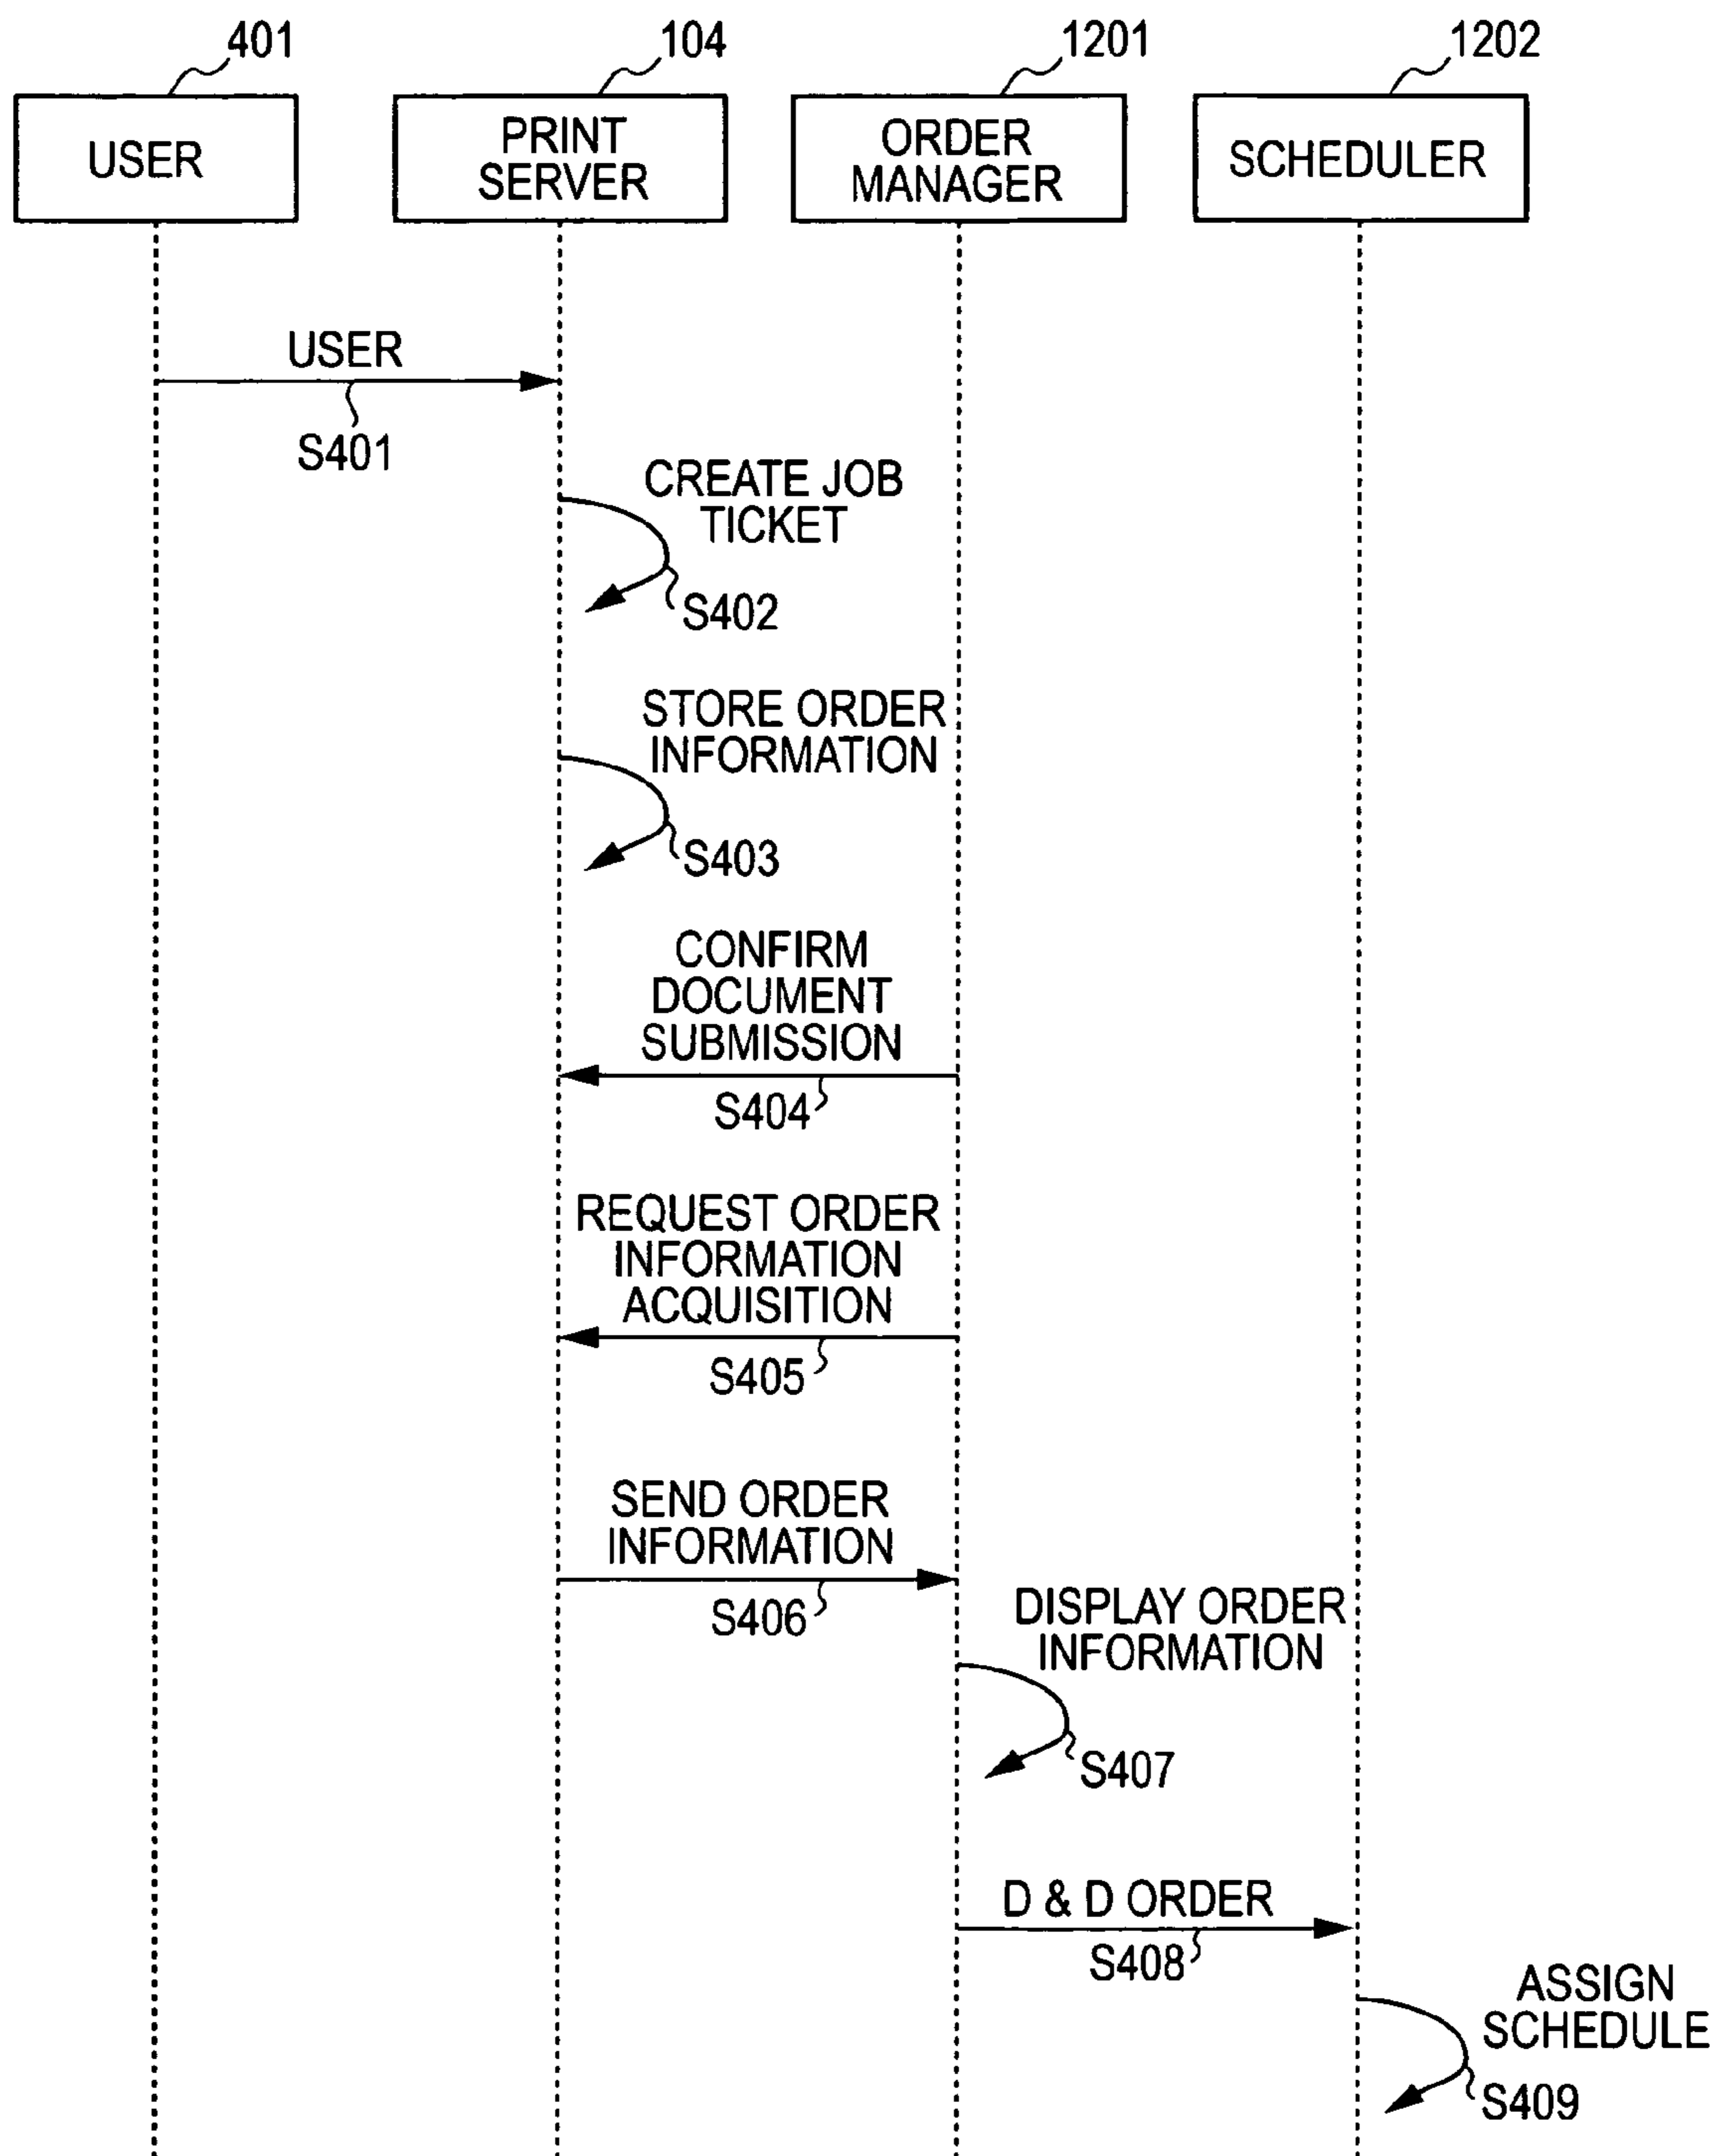 401
104
1201
1202
USER
PRINT
SERVER
ORDER
MANAGER
SCHEDULER
USER
S401
CREATE JOB
TICKET
S402
STORE ORDER
INFORMATION
S403
CONFIRM
DOCUMENT
SUBMISSION
S404
REQUEST ORDER
INFORMATION
ACQUISITION
S405
SEND ORDER
INFORMATION
S406
DISPLAY ORDER
INFORMATION
S407
D & D ORDER
S408
ASSIGN
SCHEDULE
S409